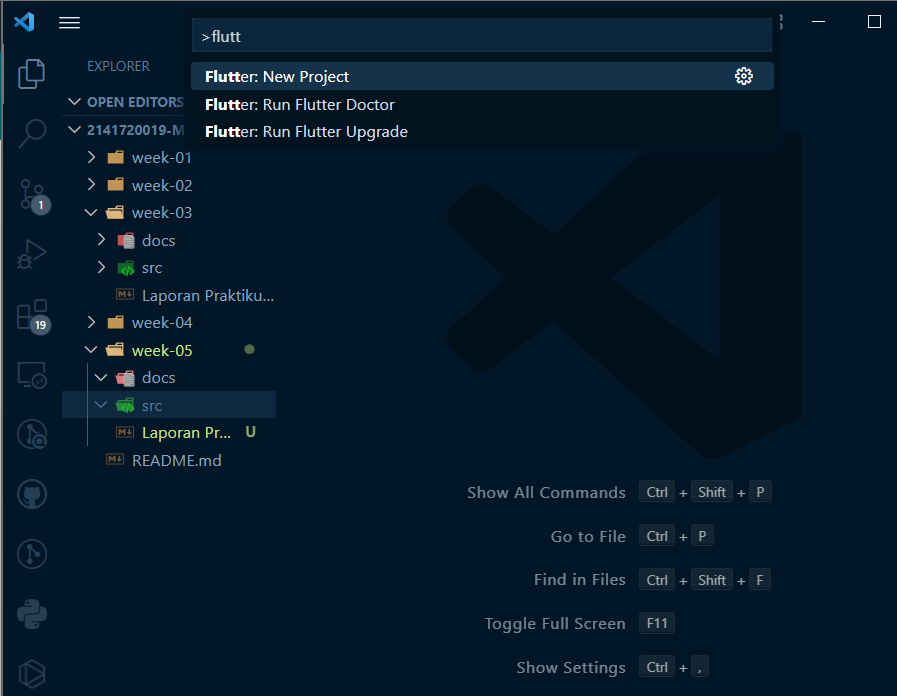 >flutt
EXPLORER
Flutter: New Project
OPEN EDITORS
Flutter: Run Flutter Doctor
2141720019-M
Flutter: Run Flutter Upgrade
week-01
week-02
1
week-03
docs
src
Laporan Praktiku...
19
week-04
week-05
docs
src
Laporan Pr... U
README.md
Show All Commands Ctrl + Shift + P
Go to File Ctrl + P
Find in Files Ctrl + Shift + F
Toggle Full Screen F11
Show Settings Ctrl + ,